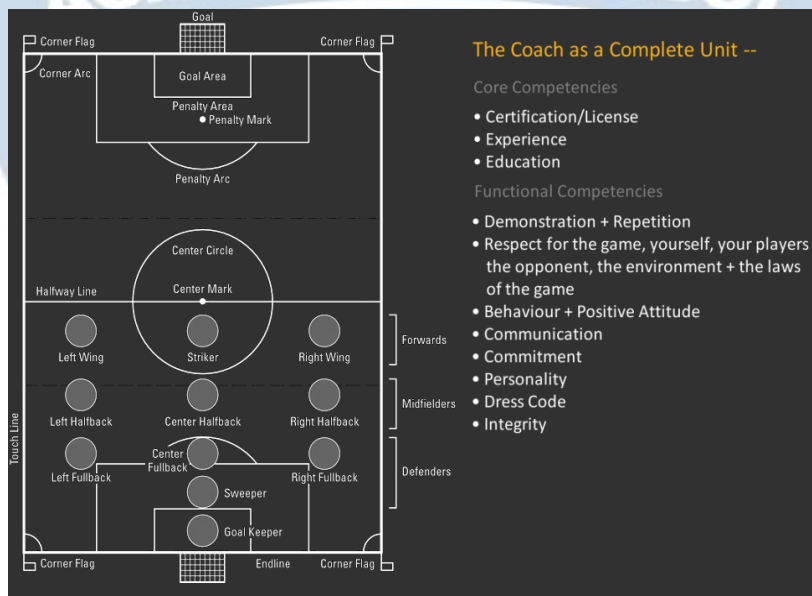 Goal
Corner Flag
Corner Flag
Corner Arc
Goal Area
Penalty Area
Penalty Mark
Penalty Arc
Center Circle
Halfway Line
Center Mark
Left Wing
Striker
Right Wing
Forwards
Left Halfback
Center Halfback
Right Halfback
Midfielders
Touch Line
Left Fullback
Center
Fullback
Right Fullback
Defenders
Sweeper
Goal Keeper
Corner Flag
Endline
Corner Flag
The Coach as a Complete Unit --
Core Competencies
• Certification/License
• Experience
• Education
Functional Competencies
• Demonstration + Repetition
• Respect for the game, yourself, your players
the opponent, the environment + the laws
of the game
• Behaviour + Positive Attitude
• Communication
• Commitment
• Personality
• Dress Code
• Integrity